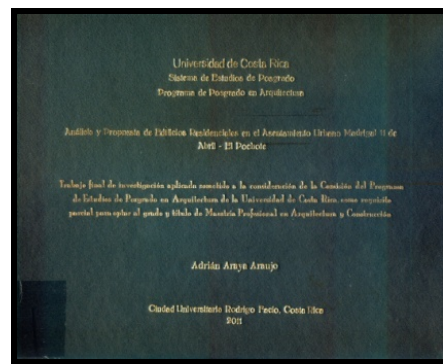 Universidad de Costa Rica
Sistema de Estudios de Posgrado
Programa de Posgrado en Arquitectura
Análisis y Propuesta de Edificios Residenciales en el Asentamiento Urbano Marginal 11 de
Abril - El Pochote
Trabajo final de investigación aplicada sometido a la consideración de la Comisión del Programa
de Estudios de Posgrado en Arquitectura de la Universidad de Costa Rica, como requisito
parcial para optar al grado y título de Maestría Profesional en Arquitectura y Construcción
Adrián Araya Araujo
Ciudad Universitaria Rodrigo Facio, Costa Rica
2011